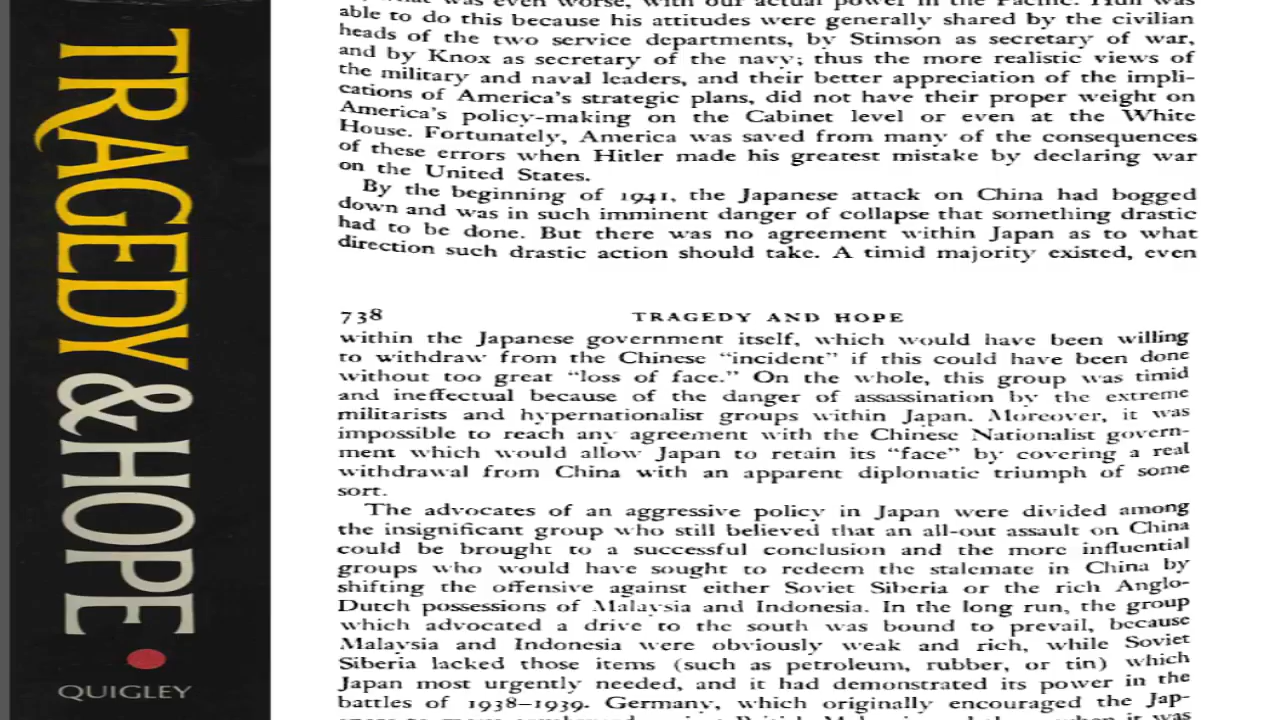 TRAGEDY & HOPE
QUIGLEY
what was even worse, with our actual power in the Pacific. Hull was
able to do this because his attitudes were generally shared by the civilian
heads of the two service departments, by Stimson as secretary of war,
and by Knox as secretary of the navy; thus the more realistic views of
the military and naval leaders, and their better appreciation of the impli-
cations of America's strategic plans, did not have their proper weight on
America's policy-making on the Cabinet level or even at the White
House. Fortunately, America was saved from many of the consequences
of these errors when Hitler made his greatest mistake by declaring war
on the United States.
By the beginning of 1941, the Japanese attack on China had bogged
down and was in such imminent danger of collapse that something drastic
had to be done. But there was no agreement within Japan as to what
direction such drastic action should take. A timid majority existed, even
738 TRAGEDY AND HOPE
within the Japanese government itself, which would have been willing
to withdraw from the Chinese "incident" if this could have been done
without too great "loss of face." On the whole, this group was timid
and ineffectual because of the danger of assassination by the extreme
militarists and hypernationalist groups within Japan. Moreover, it was
impossible to reach any agreement with the Chinese Nationalist govern-
ment which would allow Japan to retain its "face" by covering a real
withdrawal from China with an apparent diplomatic triumph of some
sort.
The advocates of an aggressive policy in Japan were divided among
the insignificant group who still believed that an all-out assault on China
could be brought to a successful conclusion and the more influential
groups who would have sought to redeem the stalemate in China by
shifting the offensive against either Soviet Siberia or the rich Anglo-
Dutch possessions of Malaysia and Indonesia. In the long run, the group
which advocated a drive to the south was bound to prevail, because
Malaysia and Indonesia were obviously weak and rich, while Soviet
Siberia lacked those items (such as petroleum, rubber, or tin) which
Japan most urgently needed, and it had demonstrated its power in the
battles of 1938–1939. Germany, which originally encouraged the Jap-